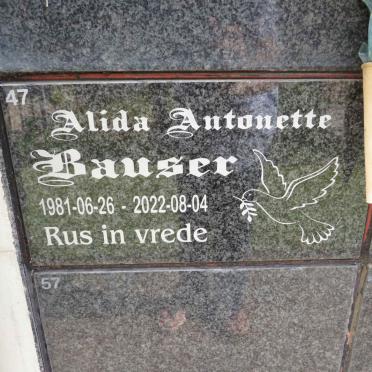 47
Alida Antonette
Bauser
1981-06-26 - 2022-08-04
Rus in vrede
57